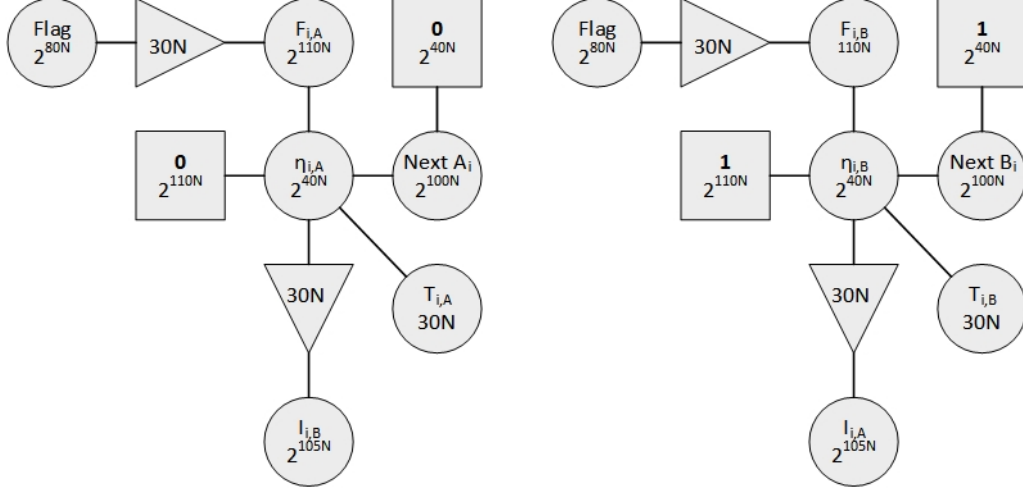 Flag
2^80N
30N
F_i,A
2^110N
0
2^40N
0
2^110N
η_i,A
2^40N
Next A_i
2^100N
30N
T_i,A
30N
I_i,B
2^105N
Flag
2^80N
30N
F_i,B
110N
1
2^40N
1
2^110N
η_i,B
2^40N
Next B_i
2^100N
30N
T_i,B
30N
I_i,A
2^105N